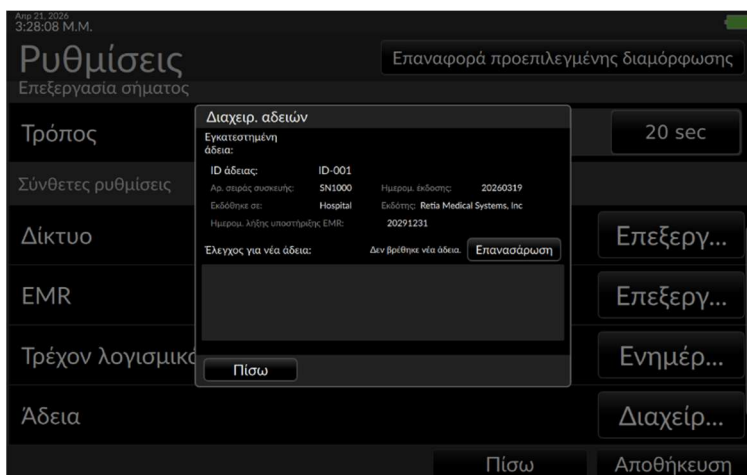 Απρ 21, 2026
3:28:08 Μ.Μ.
Ρυθμίσεις
Επαναφορά προεπιλεγμένης διαμόρφωσης
Επεξεργασία σήματος
Τρόπος
20 sec
Σύνθετες ρυθμίσεις
Δίκτυο
Επεξεργ...
EMR
Επεξεργ...
Τρέχον λογισμικό
Ενημέρ...
Άδεια
Διαχείρ...
Πίσω
Αποθήκευση
Διαχειρ. αδειών
Εγκατεστημένη
άδεια:
ID άδειας: ID-001
Αρ. σειράς συσκευής: SN1000 Ημερομ. έκδοσης: 20260319
Εκδόθηκε σε: Hospital Εκδότης: Retia Medical Systems, Inc
Ημερομ. λήξης υποστήριξης EMR: 20291231
Έλεγχος για νέα άδεια: Δεν βρέθηκε νέα άδεια. Επανασάρωση
Πίσω